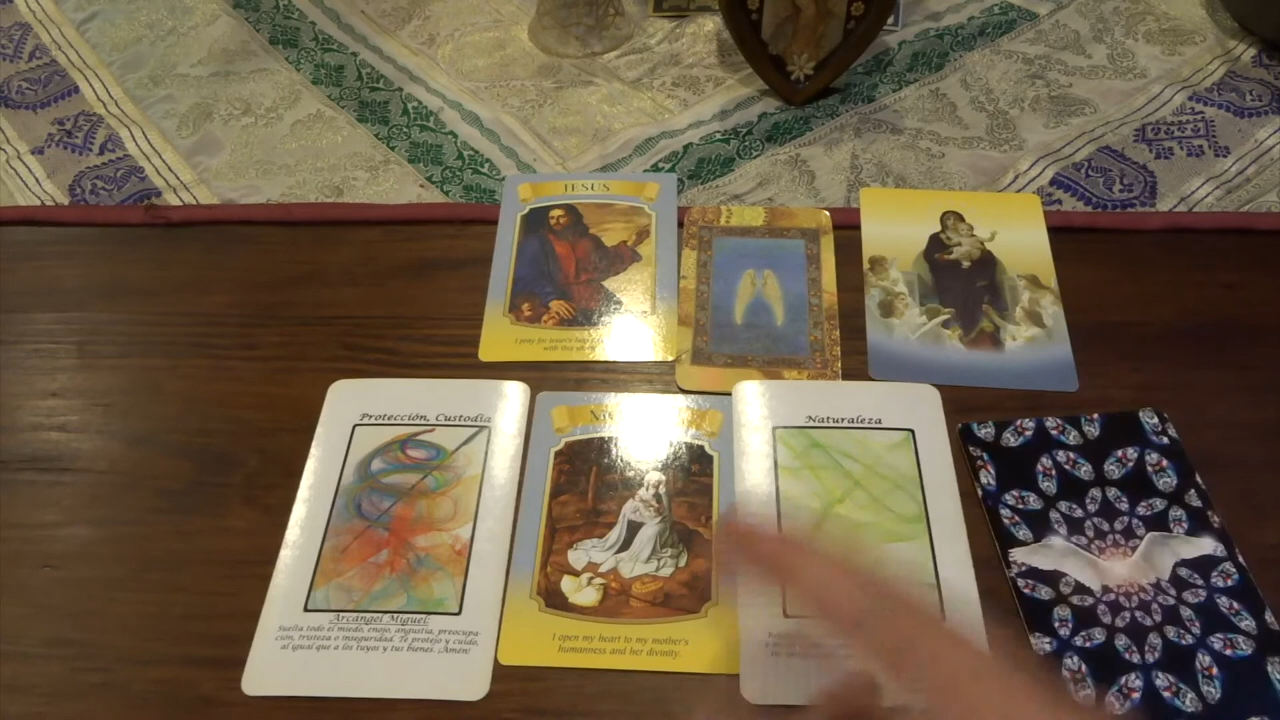 JESUS
I pray for Jesus's
with this
Protección, Custodia
Naturaleza
Arcángel Miguel:
Suelta todo el miedo, enojo, angustia, preocupa-
ción, tristeza o inseguridad. Te protejo y cuido,
al igual que a los tuyos y tus bienes. ¡Amén!
I open my heart to my mother's
humanness and her divinity.